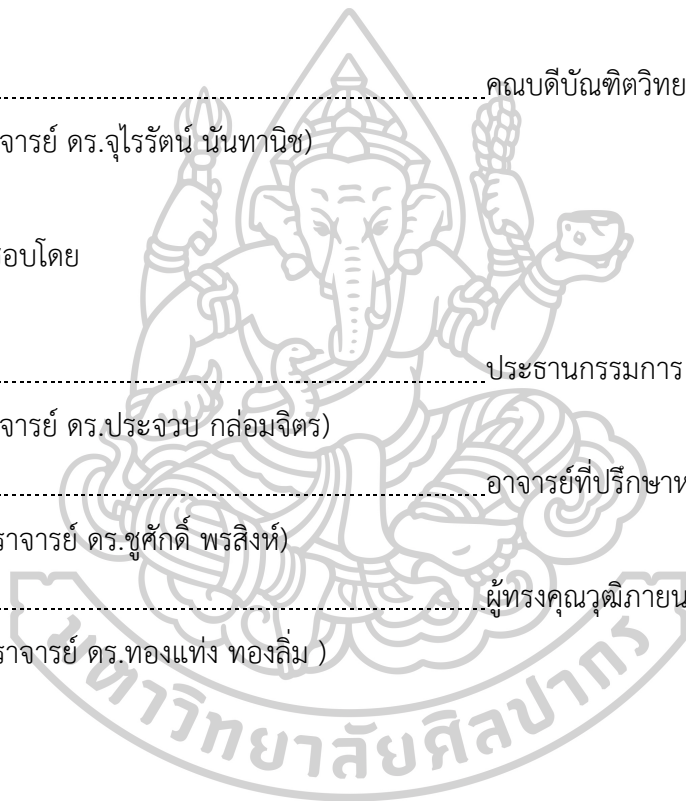 คณบดีบัณฑิตวิทย
จารย์ ดร.จุไรรัตน์ นันทานิช)
สอบโดย
ประธานกรรมการ
จารย์ ดร.ประจวบ กล่อมจิตร)
อาจารย์ที่ปรึกษาห
ราจารย์ ดร.ชูศักดิ์ พรสิงห์)
ผู้ทรงคุณวุฒิภายน
ราจารย์ ดร.ทองแท่ง ทองลิ่ม )
มหาวิทยาลัยศิลปากร